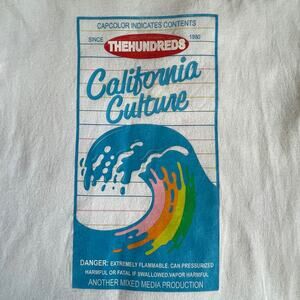 CAPCOLOR INDICATES CONTENTS
SINCE THEHUNDREDS 1980
California
Culture
DANGER: EXTREMELY FLAMMABLE. CAN PRESSURIZED
HARMFUL OR FATAL IF SWALLOWED.VAPOR HARMFUL
ANOTHER MIXED MEDIA PRODUCTION